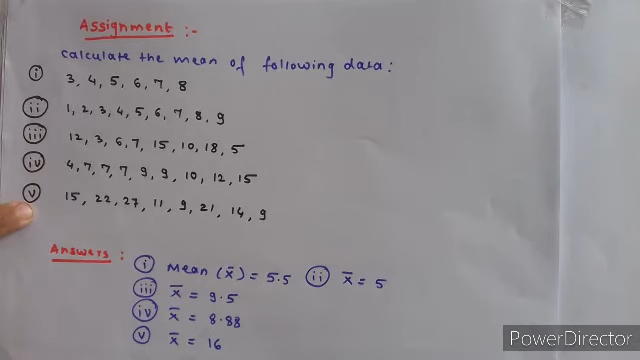 Assignment :-
calculate the mean of following data:
i 3, 4, 5, 6, 7, 8
ii 1, 2, 3, 4, 5, 6, 7, 8, 9
iii 12, 3, 6, 7, 15, 10, 18, 5
iv 4, 7, 7, 7, 9, 9, 10, 12, 15
v 15, 22, 27, 11, 9, 21, 14, 9
Answers : i Mean (x̄) = 5.5 ii x̄ = 5
iii x̄ = 9.5
iv x̄ = 8.88
v x̄ = 16
PowerDirector